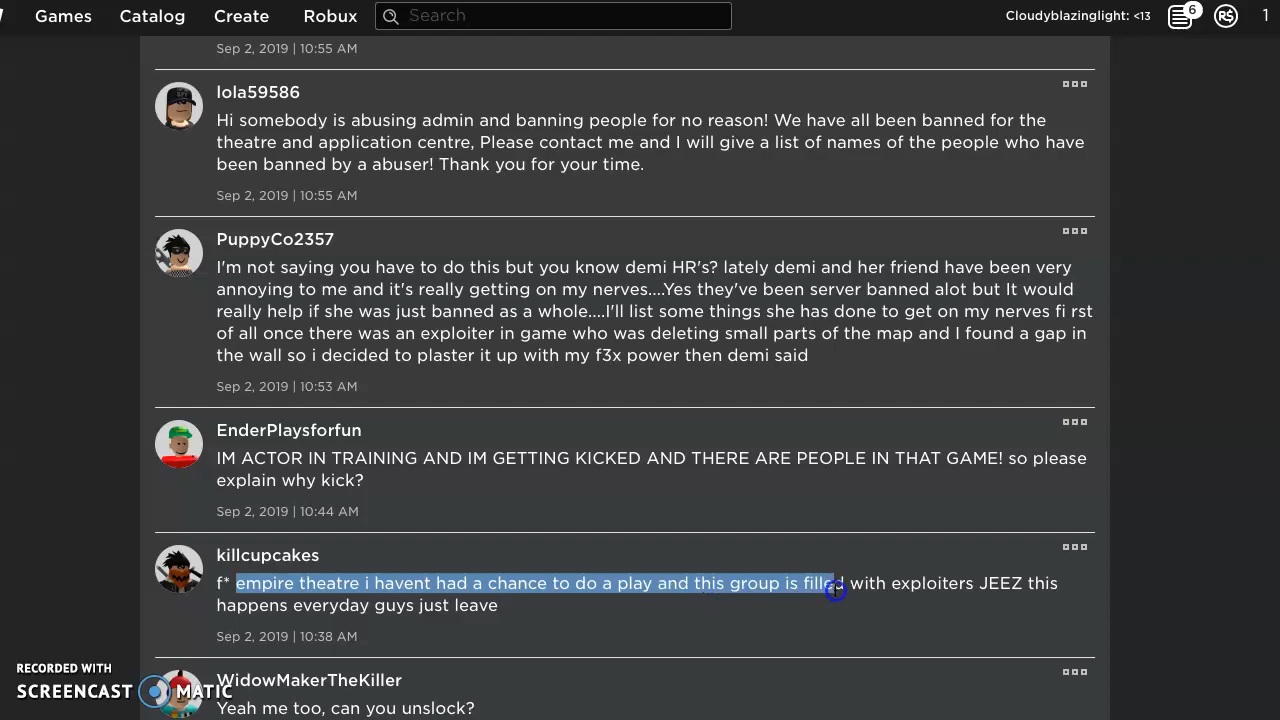 Games Catalog Create Robux Search Cloudyblazinglight: <13 6 R$ 1
Sep 2, 2019 | 10:55 AM
lola59586
Hi somebody is abusing admin and banning people for no reason! We have all been banned for the
theatre and application centre, Please contact me and I will give a list of names of the people who have
been banned by a abuser! Thank you for your time.
Sep 2, 2019 | 10:55 AM
PuppyCo2357
I'm not saying you have to do this but you know demi HR's? lately demi and her friend have been very
annoying to me and it's really getting on my nerves....Yes they've been server banned alot but It would
really help if she was just banned as a whole....I'll list some things she has done to get on my nerves fi rst
of all once there was an exploiter in game who was deleting small parts of the map and I found a gap in
the wall so i decided to plaster it up with my f3x power then demi said
Sep 2, 2019 | 10:53 AM
EnderPlaysforfun
IM ACTOR IN TRAINING AND IM GETTING KICKED AND THERE ARE PEOPLE IN THAT GAME! so please
explain why kick?
Sep 2, 2019 | 10:44 AM
killcupcakes
f* empire theatre i havent had a chance to do a play and this group is filled with exploiters JEEZ this
happens everyday guys just leave
Sep 2, 2019 | 10:38 AM
WidowMakerTheKiller
Yeah me too, can you unslock?
RECORDED WITH
SCREENCAST MATIC